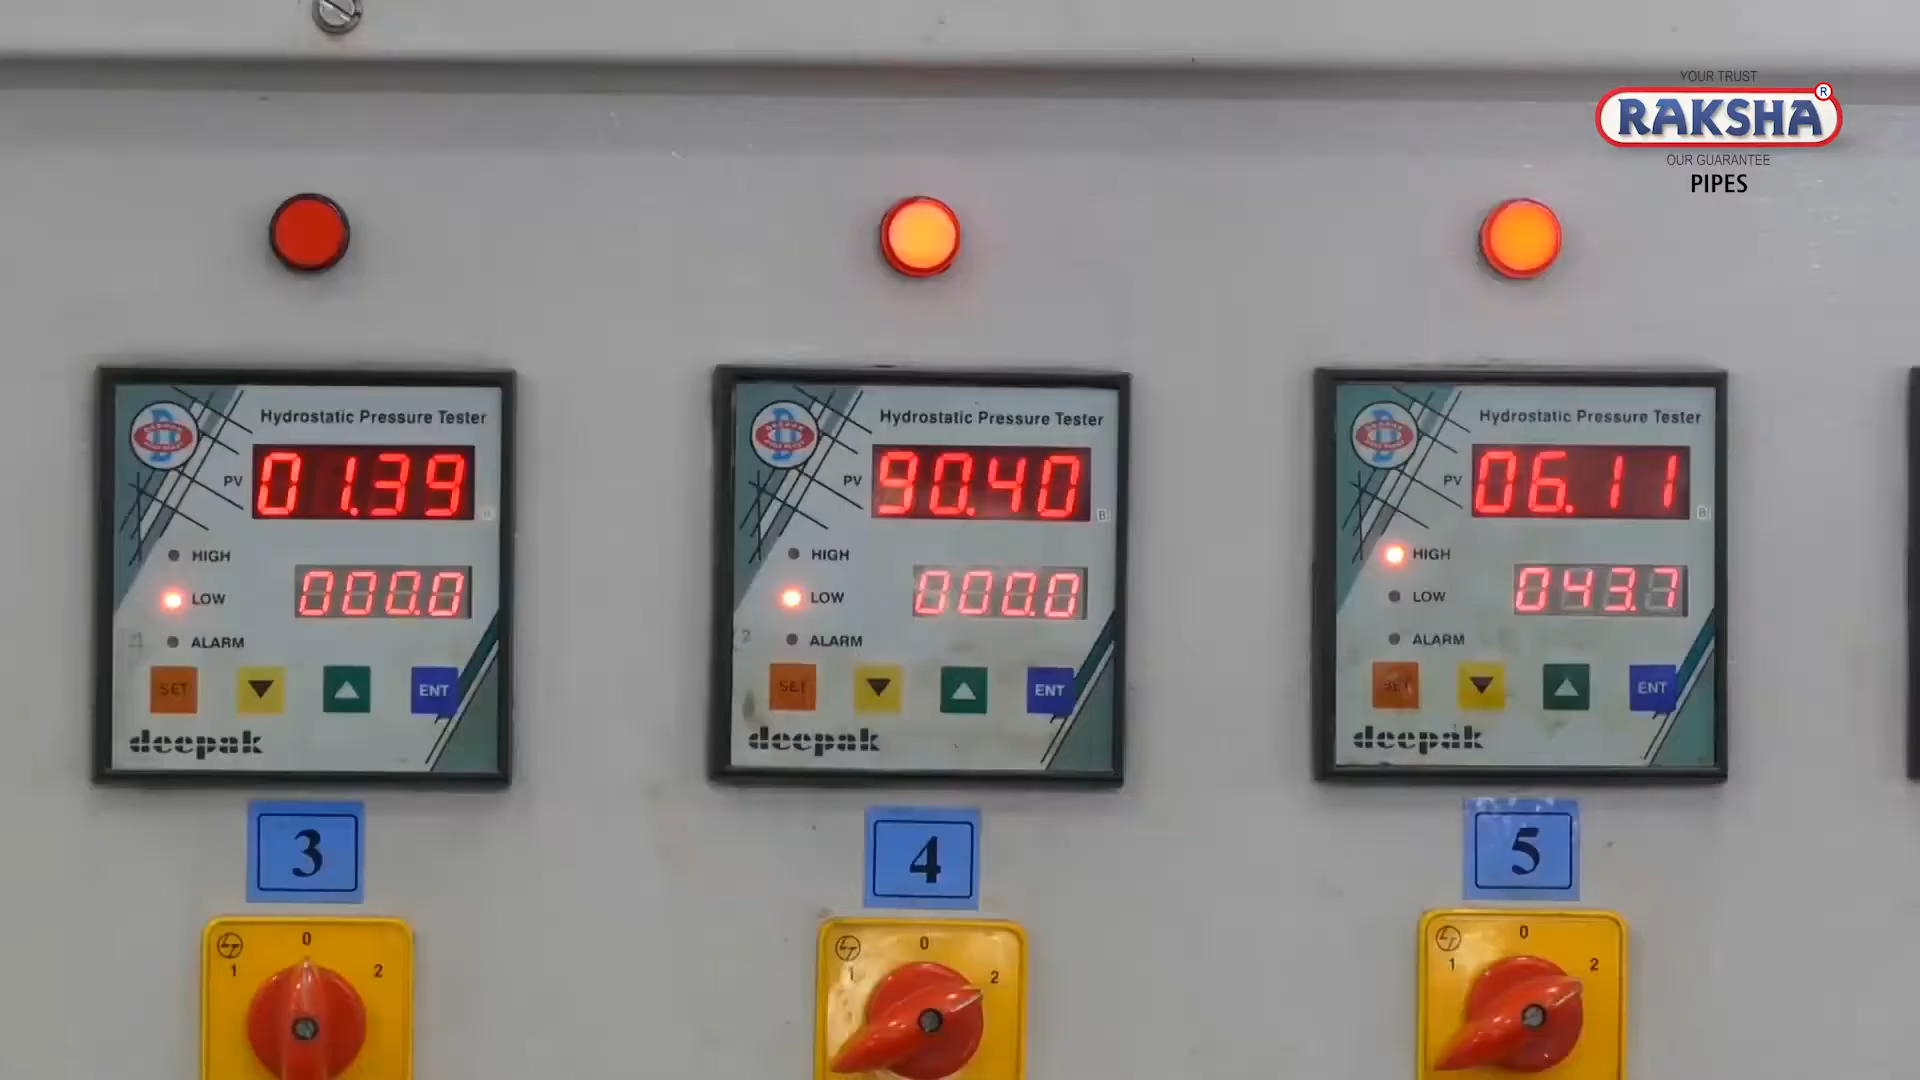 YOUR TRUST
RAKSHA®
OUR GUARANTEE
PIPES
Hydrostatic Pressure Tester
PV 01.39
HIGH
LOW 000.0
ALARM
SET ENT
deepak
3
0
1 2
Hydrostatic Pressure Tester
PV 90.40 B
HIGH
LOW 000.0
2 ALARM
SET ENT
deepak
4
0
1 2
Hydrostatic Pressure Tester
PV 06.11 B
HIGH
LOW 043.7
ALARM
SET ENT
deepak
5
0
1 2